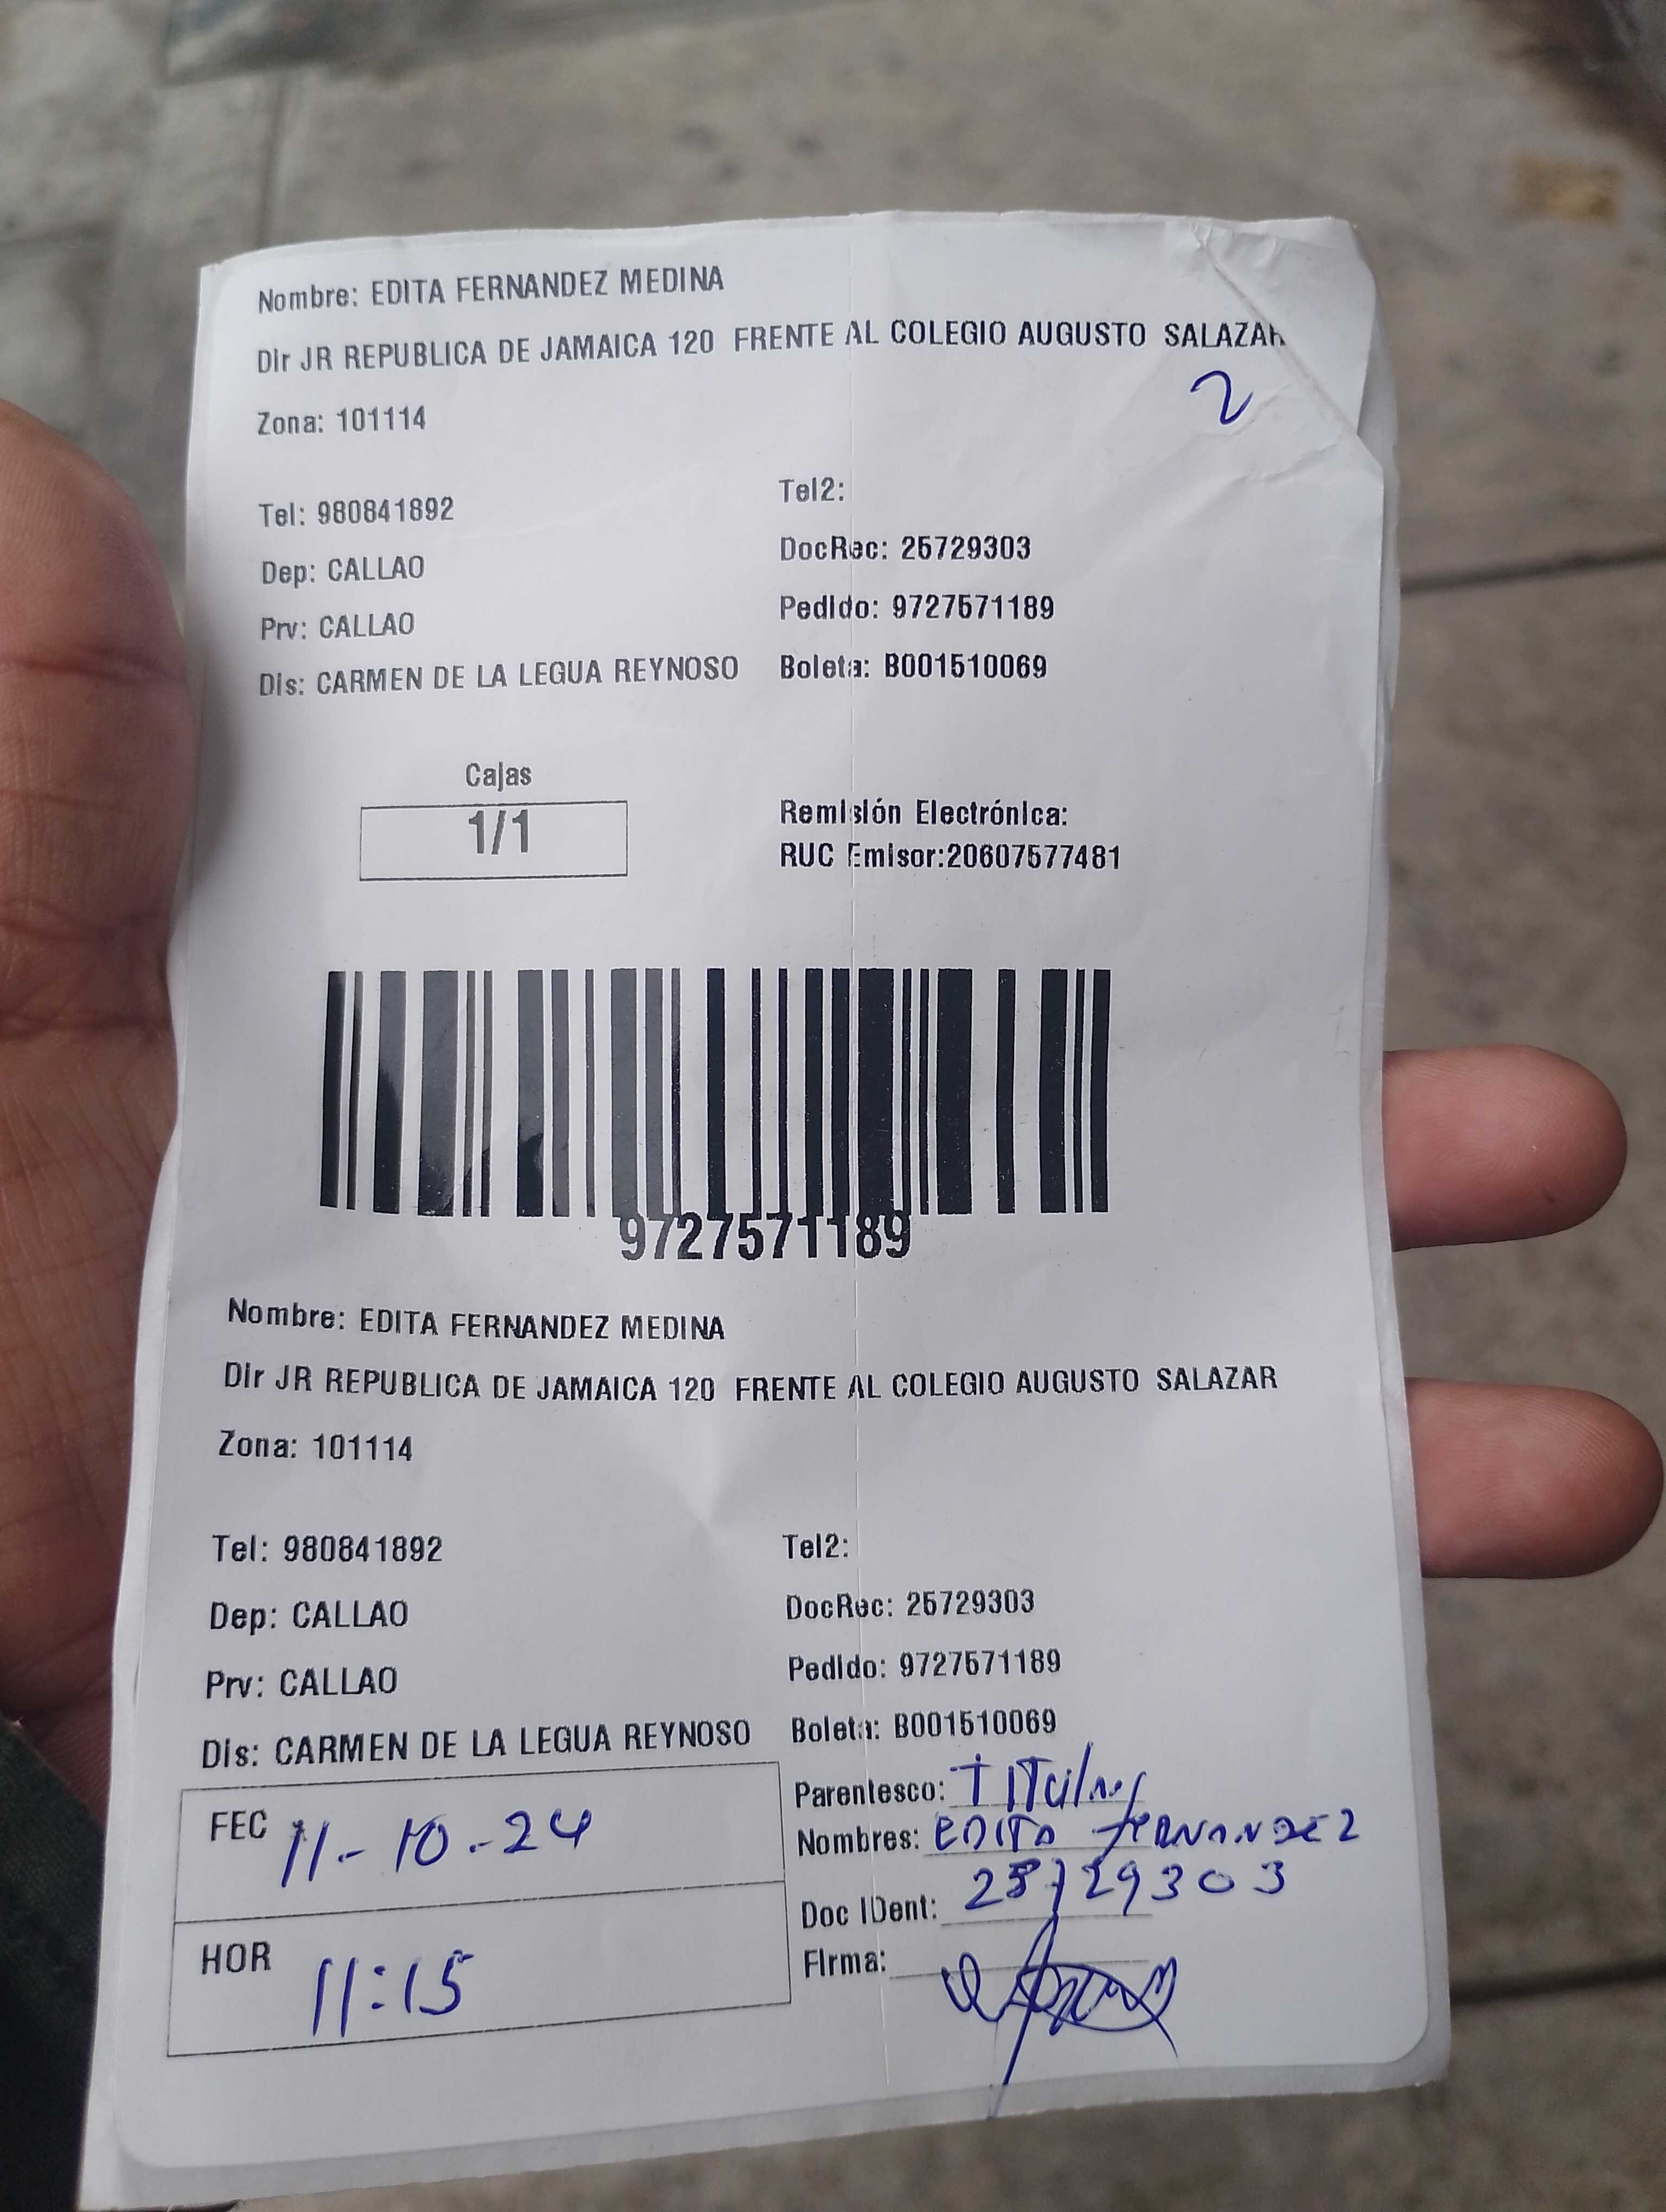 Nombre: EDITA FERNANDEZ MEDINA
Dir JR REPUBLICA DE JAMAICA 120 FRENTE AL COLEGIO AUGUSTO SALAZAR
2
Zona: 101114
Tel: 980841892 Tel2:
Dep: CALLAO DocRec: 25729303
Prv: CALLAO Pedido: 9727571189
Dis: CARMEN DE LA LEGUA REYNOSO Boleta: B001510069
Cajas
1/1
Remisión Electrónica:
RUC Emisor:20607577481
9727571189
Nombre: EDITA FERNANDEZ MEDINA
Dir JR REPUBLICA DE JAMAICA 120 FRENTE AL COLEGIO AUGUSTO SALAZAR
Zona: 101114
Tel: 980841892 Tel2:
Dep: CALLAO DocRec: 25729303
Prv: CALLAO Pedido: 9727571189
Dis: CARMEN DE LA LEGUA REYNOSO Boleta: B001510069
Parentesco: TITULAR
FEC 11-10-24 Nombres: EDITA FERNANDEZ
Doc IDent: 25729303
HOR 11:15 Firma: